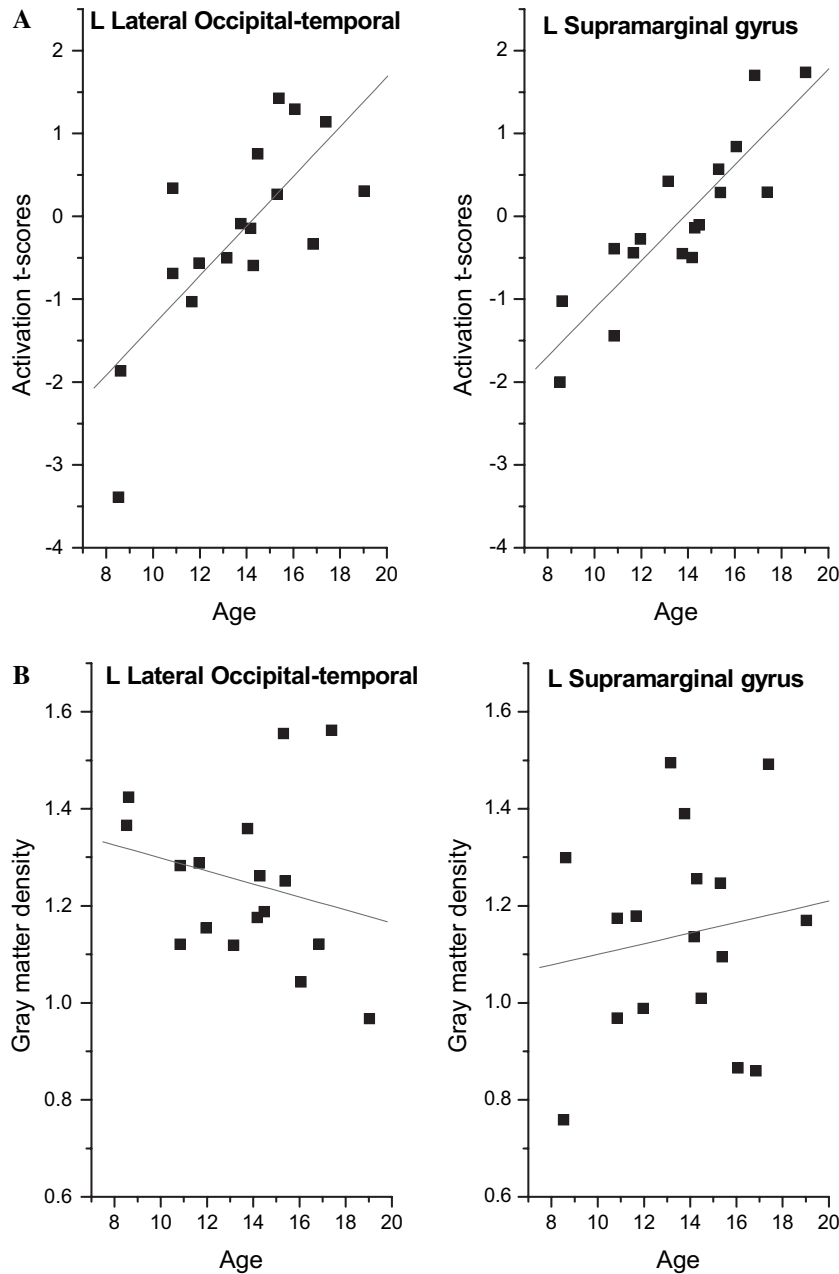 A
L Lateral Occipital-temporal
2
1
0
-1
-2
-3
-4
Activation t-scores
8 10 12 14 16 18 20
Age
L Supramarginal gyrus
2
1
0
-1
-2
-3
-4
Activation t-scores
8 10 12 14 16 18 20
Age
B
L Lateral Occipital-temporal
1.6
1.4
1.2
1.0
0.8
0.6
Gray matter density
8 10 12 14 16 18 20
Age
L Supramarginal gyrus
1.6
1.4
1.2
1.0
0.8
0.6
Gray matter density
8 10 12 14 16 18 20
Age